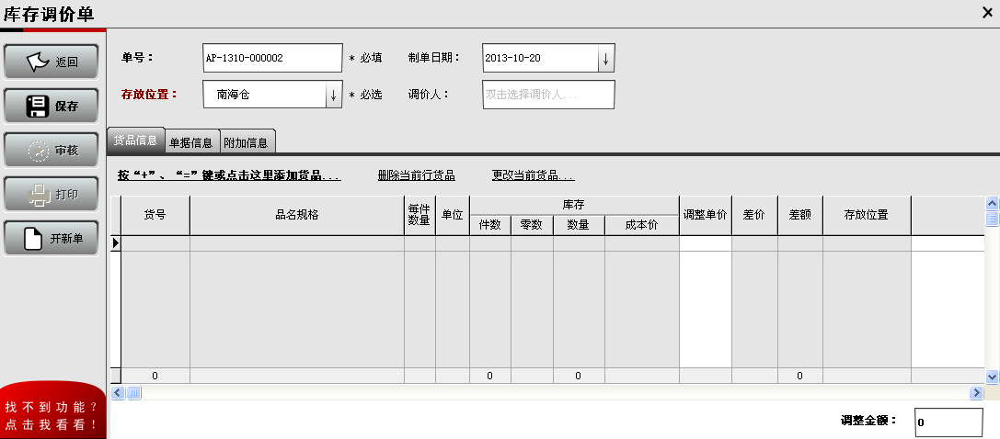 库存调价单
返回
保存
审核
打印
开新单
找不到功能？
点击我看看！
单号： AP-1310-000002 * 必填 制单日期： 2013-10-20
存放位置： 南海仓 * 必选 调价人： 双击选择调价人...
货品信息 单据信息 附加信息
按“+”、“=”键或点击这里添加货品... 删除当前行货品 更改当前货品...
货号 品名规格 每件数量 单位 库存 调整单价 差价 差额 存放位置
件数 零数 数量 成本价
0 0 0 0
调整金额： 0